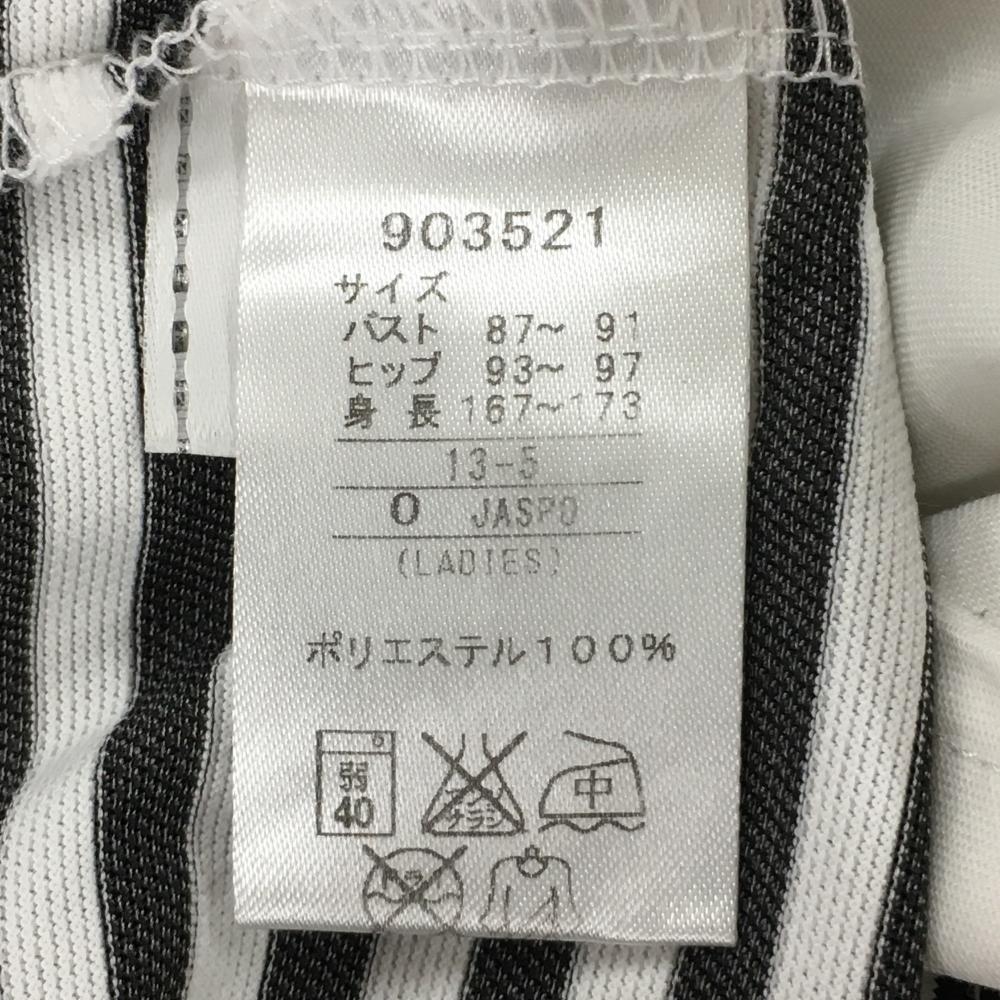 903521
サイズ
バスト 87～ 91
ヒップ 93～ 97
身 長 167～173
13-5
O JASPO
(LADIES)
ポリエステル100%
弱
40
中